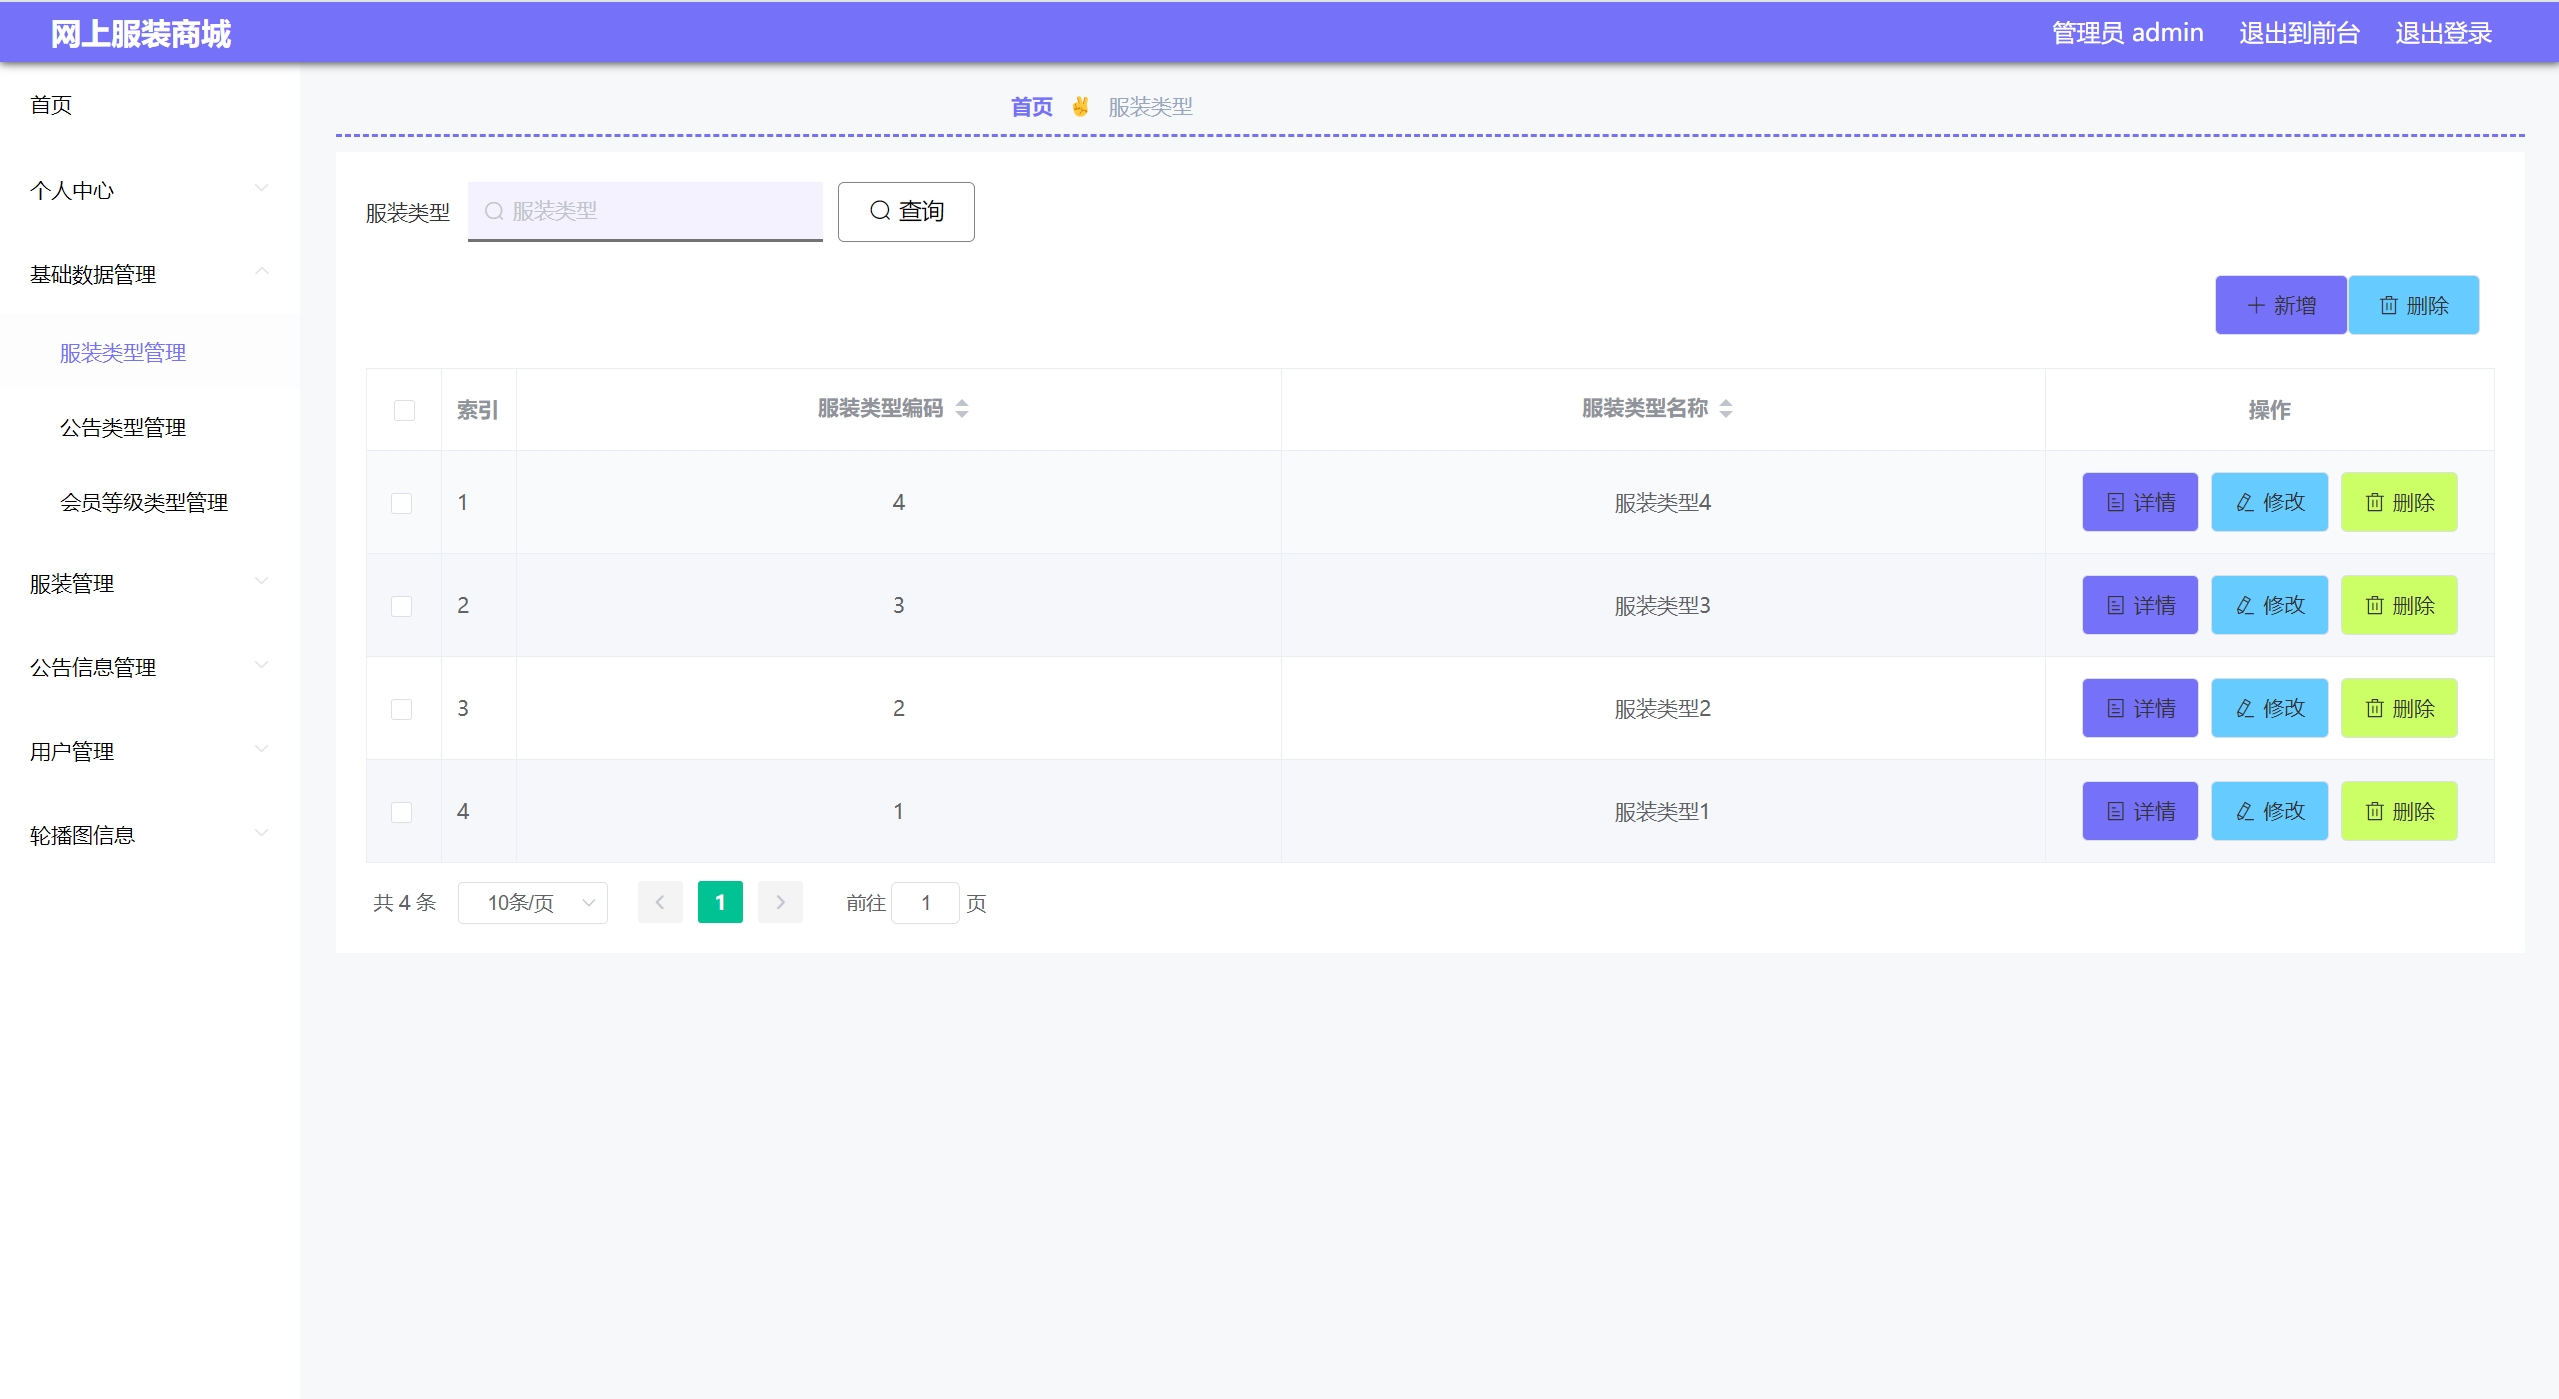 网上服装商城
管理员 admin 退出到前台 退出登录
首页
个人中心
基础数据管理
服装类型管理
公告类型管理
会员等级类型管理
服装管理
公告信息管理
用户管理
轮播图信息
首页 ✌ 服装类型
服装类型 服装类型 查询
新增 删除
索引 服装类型编码 服装类型名称 操作
1 4 服装类型4 详情 修改 删除
2 3 服装类型3 详情 修改 删除
3 2 服装类型2 详情 修改 删除
4 1 服装类型1 详情 修改 删除
共 4 条 10条/页 1 前往 1 页